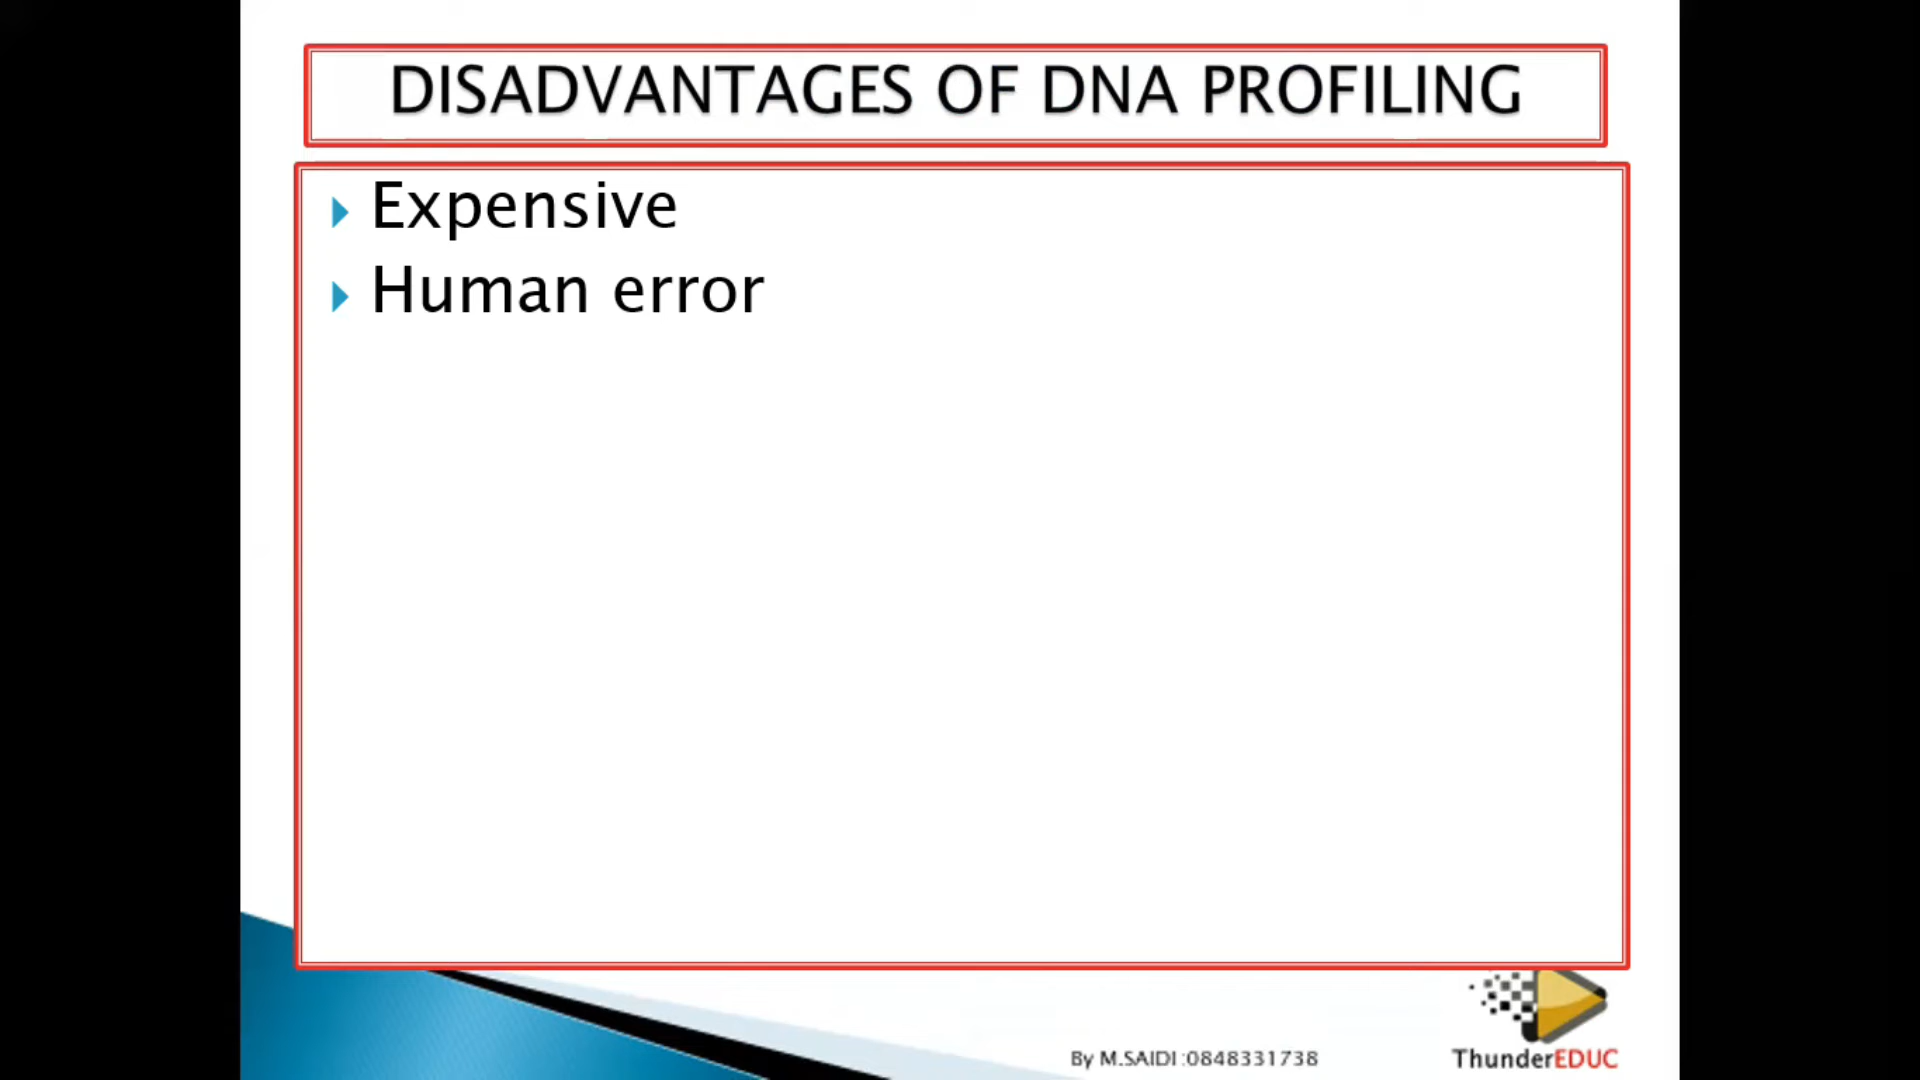 DISADVANTAGES OF DNA PROFILING
Expensive
Human error
By M.SAIDI :0848331738
ThunderEDUC